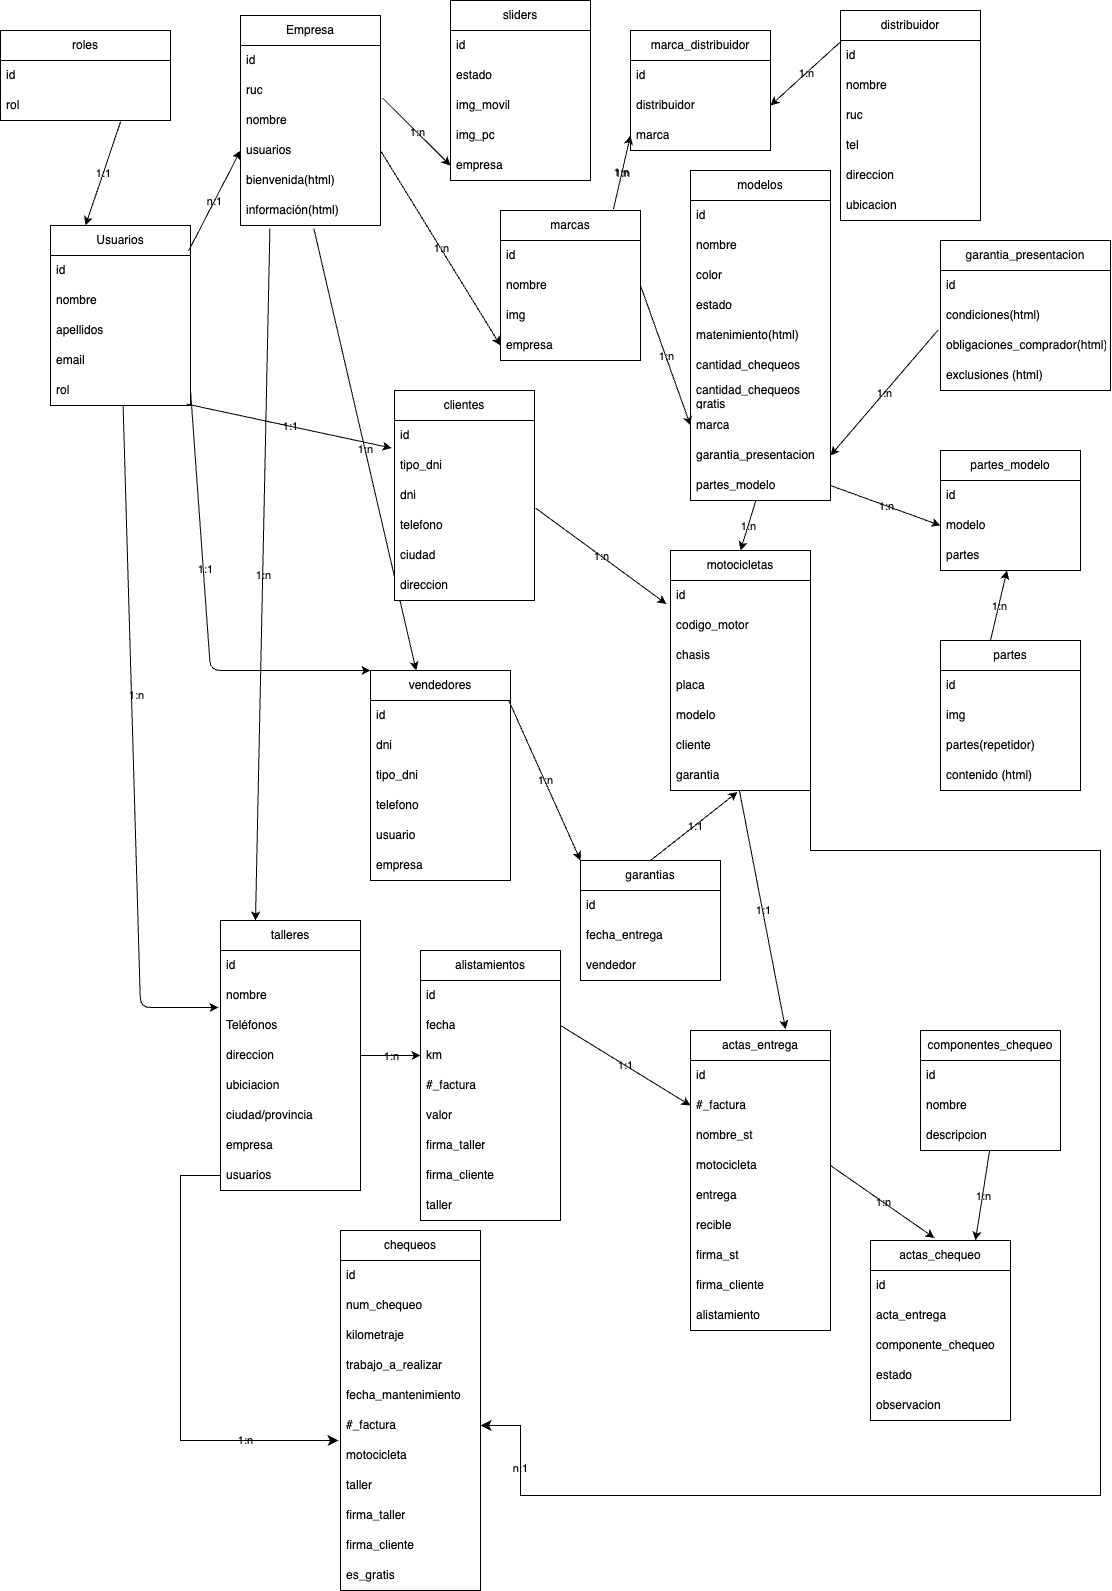 roles
id
rol
1:1
Empresa
id
ruc
nombre
usuarios
bienvenida(html)
información(html)
n:1
sliders
id
estado
img_movil
img_pc
empresa
1:n
marca_distribuidor
id
distribuidor
marca
1:n
1:n
distribuidor
id
nombre
ruc
tel
direccion
ubicacion
Usuarios
id
nombre
apellidos
email
rol
marcas
id
nombre
img
empresa
1:n
1:n
modelos
id
nombre
color
estado
matenimiento(html)
cantidad_chequeos
cantidad_chequeos
gratis
marca
garantia_presentacion
partes_modelo
garantia_presentacion
id
condiciones(html)
obligaciones_comprador(html)
exclusiones (html)
1:n
clientes
id
tipo_dni
dni
telefono
ciudad
direccion
1:1
1:n
1:n
1:n
1:1
1:n
1:n
1:n
partes_modelo
id
modelo
partes
1:n
partes
id
img
partes(repetidor)
contenido (html)
motocicletas
id
codigo_motor
chasis
placa
modelo
cliente
garantia
vendedores
id
dni
tipo_dni
telefono
usuario
empresa
1:n
1:1
garantias
id
fecha_entrega
vendedor
1:1
talleres
id
nombre
Teléfonos
direccion
ubiciacion
ciudad/provincia
empresa
usuarios
1:n
alistamientos
id
fecha
km
#_factura
valor
firma_taller
firma_cliente
taller
1:1
actas_entrega
id
#_factura
nombre_st
motocicleta
entrega
recible
firma_st
firma_cliente
alistamiento
1:n
componentes_chequeo
id
nombre
descripcion
1:n
actas_chequeo
id
acta_entrega
componente_chequeo
estado
observacion
chequeos
id
num_chequeo
kilometraje
trabajo_a_realizar
fecha_mantenimiento
#_factura
motocicleta
taller
firma_taller
firma_cliente
es_gratis
1:n
n:1